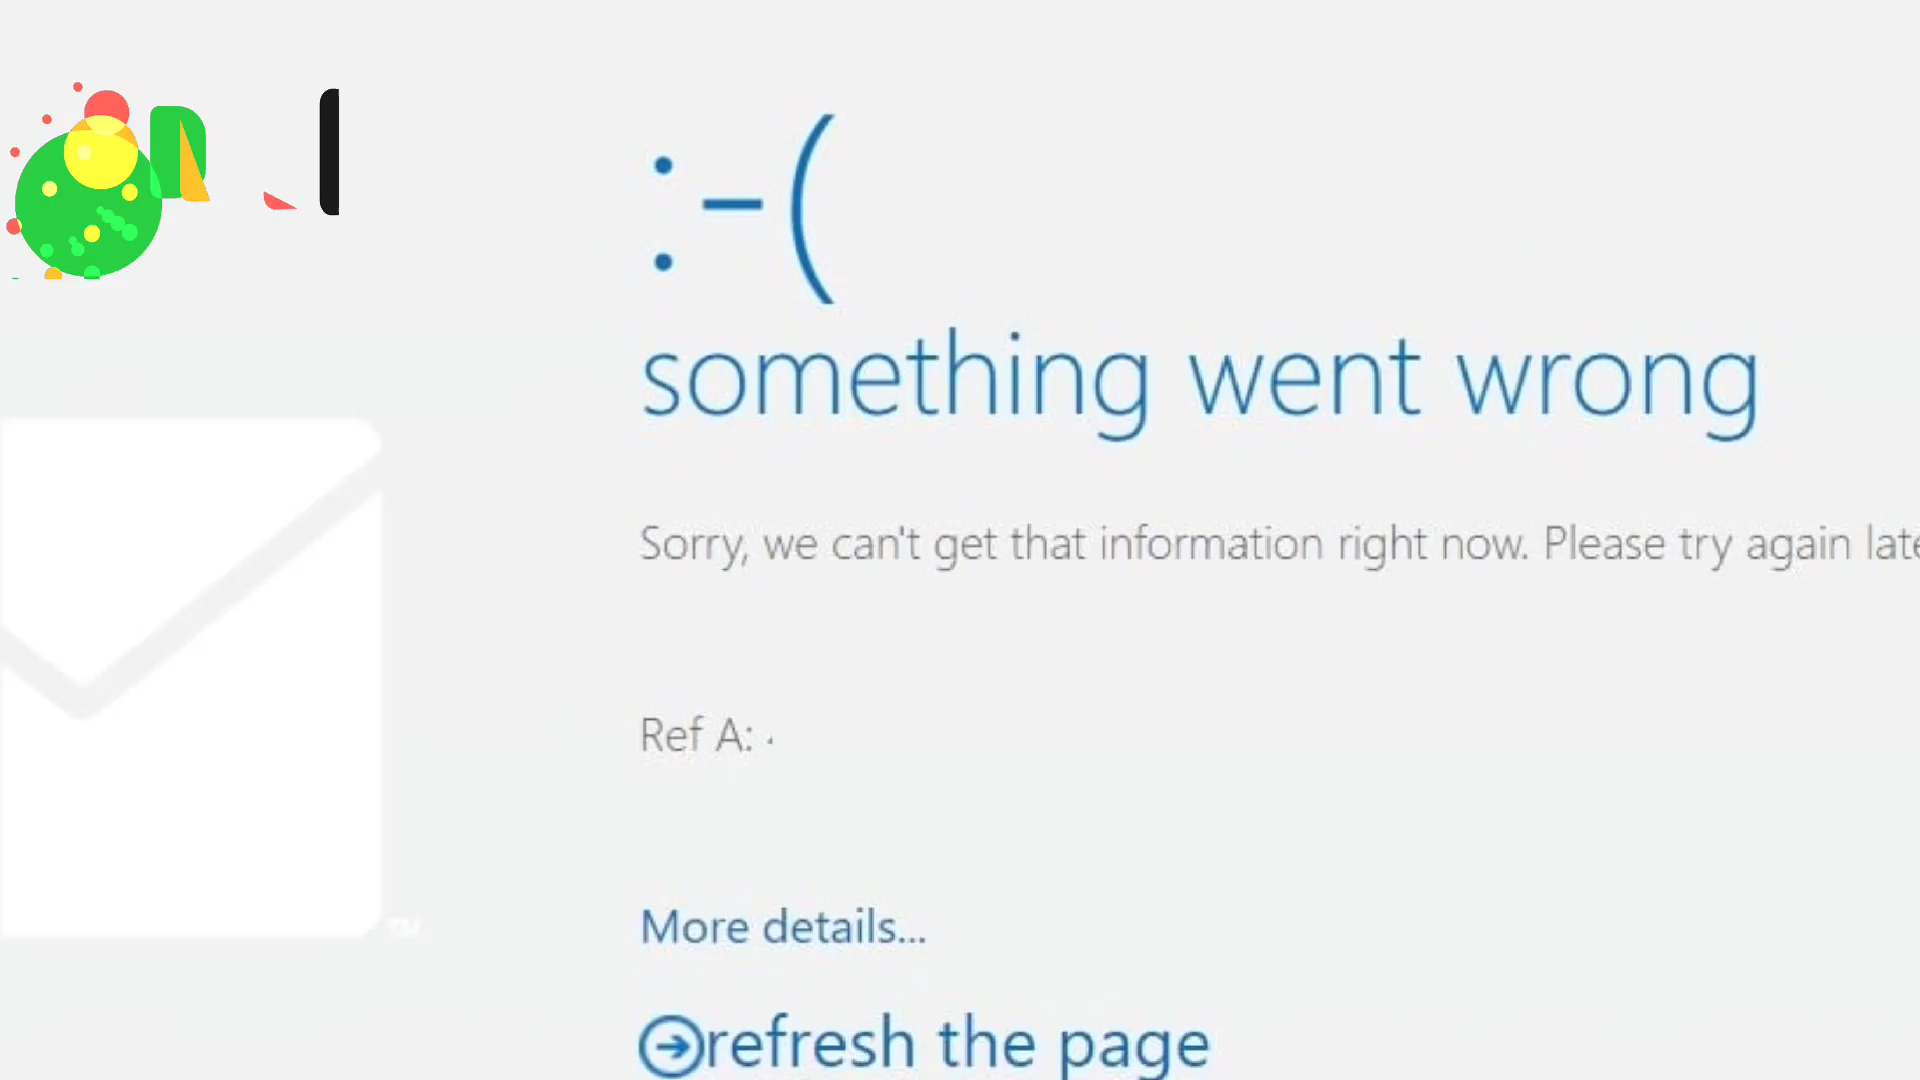 :-(
something went wrong
Sorry, we can't get that information right now. Please try again late
Ref A:
More details...
refresh the page
TM